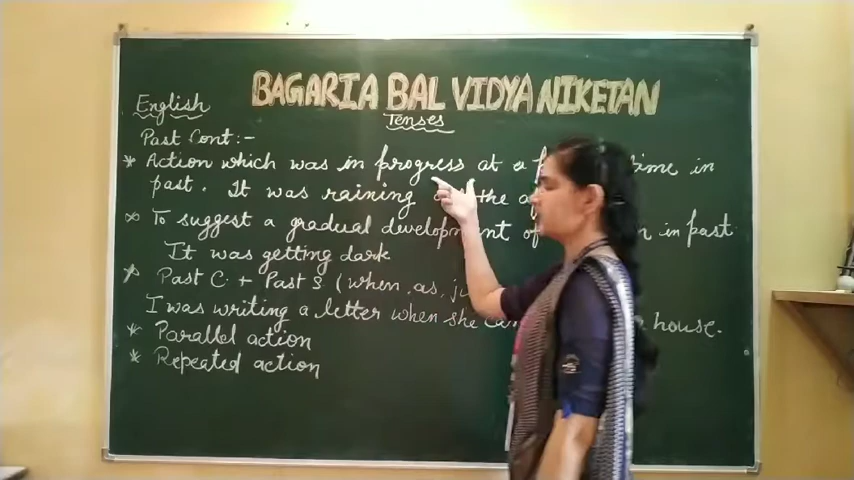 BAGARIA BAL VIDYA NIKETAN
English
Tenses
Past Cont:-
* Action which was in progress at a time in
past. It was raining the
* To suggest a gradual development of in past
It was getting dark
* Past C + Past S (when, as,
I was writing a letter when she house.
* Parallel action
* Repeated action